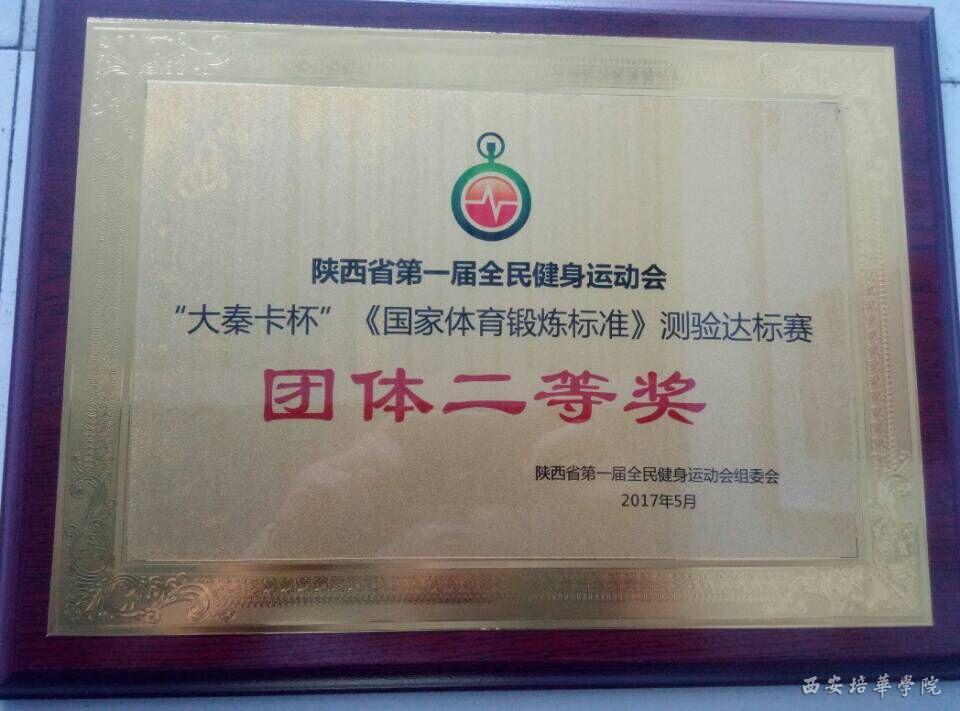 陕西省第一届全民健身运动会
“大秦卡杯”《国家体育锻炼标准》测验达标赛
团体二等奖
陕西省第一届全民健身运动会组委会
2017年5月
西安培華学院